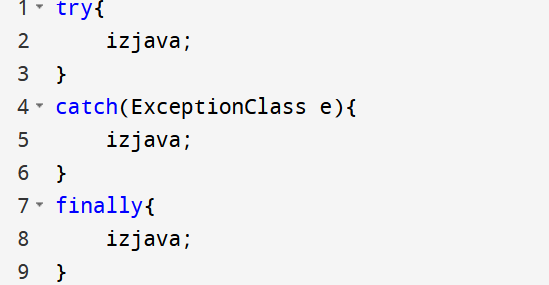 1 try{
2     izjava;
3 }
4 catch(ExceptionClass e){
5     izjava;
6 }
7 finally{
8     izjava;
9 }